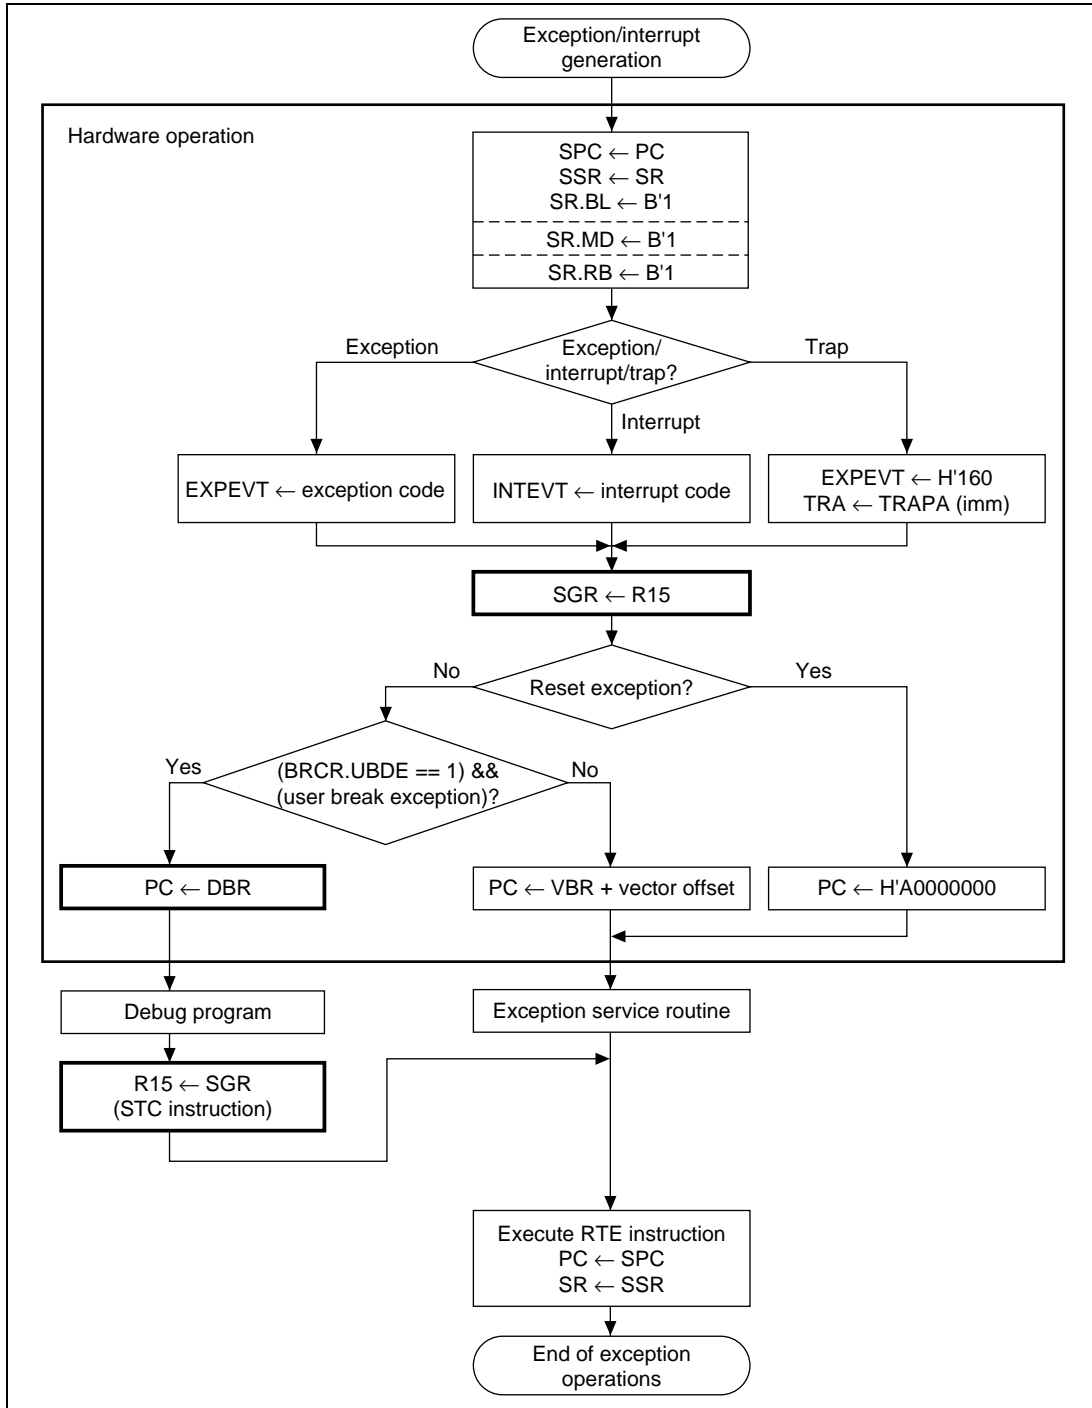 Exception/interrupt
generation
Hardware operation
SPC ← PC
SSR ← SR
SR.BL ← B'1
SR.MD ← B'1
SR.RB ← B'1
Exception/
interrupt/trap?
Exception
Trap
Interrupt
EXPEVT ← exception code
INTEVT ← interrupt code
EXPEVT ← H'160
TRA ← TRAPA (imm)
SGR ← R15
Reset exception?
No
Yes
(BRCR.UBDE == 1) &&
(user break exception)?
Yes
No
PC ← DBR
PC ← VBR + vector offset
PC ← H'A0000000
Debug program
Exception service routine
R15 ← SGR
(STC instruction)
Execute RTE instruction
PC ← SPC
SR ← SSR
End of exception
operations